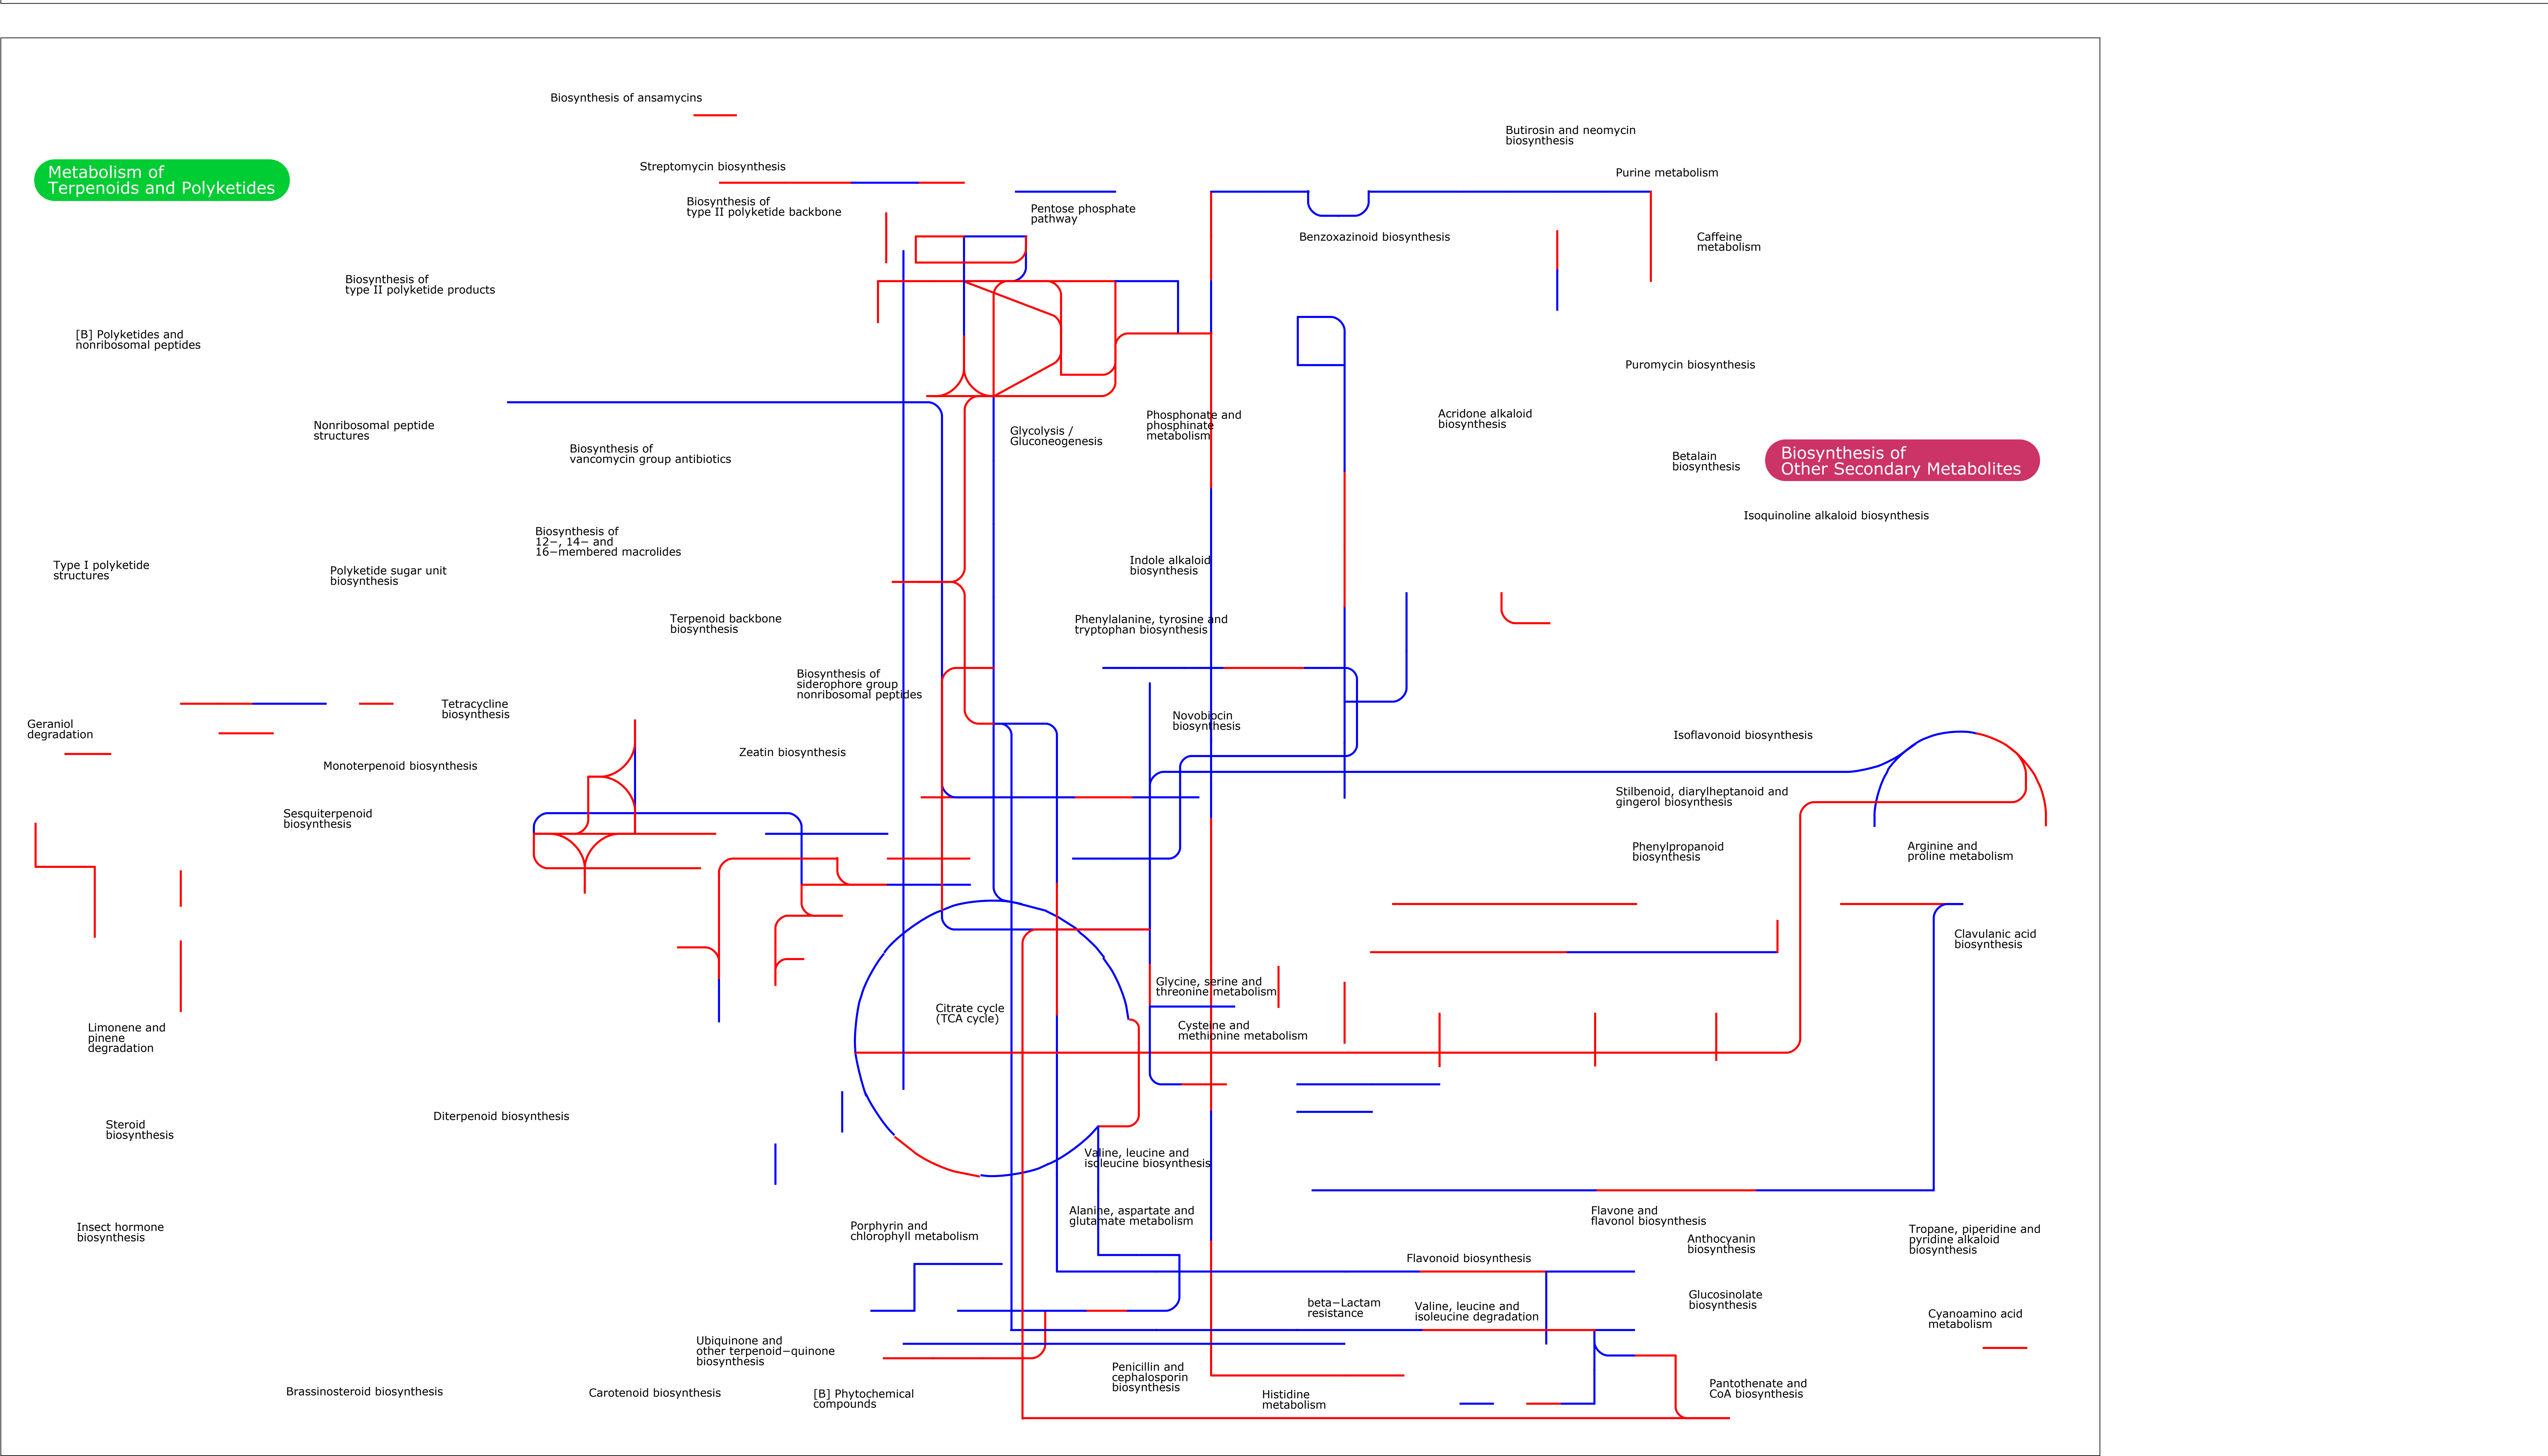 Biosynthesis of ansamycins
Butirosin and neomycin
biosynthesis
Streptomycin biosynthesis
Purine metabolism
Metabolism of
Terpenoids and Polyketides
Biosynthesis of
type II polyketide backbone
Pentose phosphate
pathway
Benzoxazinoid biosynthesis
Caffeine
metabolism
Biosynthesis of
type II polyketide products
[B] Polyketides and
nonribosomal peptides
Puromycin biosynthesis
Nonribosomal peptide
structures
Biosynthesis of
vancomycin group antibiotics
Glycolysis /
Gluconeogenesis
Phosphonate and
phosphinate
metabolism
Acridone alkaloid
biosynthesis
Betalain
biosynthesis
Biosynthesis of
Other Secondary Metabolites
Isoquinoline alkaloid biosynthesis
Biosynthesis of
12−, 14− and
16−membered macrolides
Type I polyketide
structures
Polyketide sugar unit
biosynthesis
Indole alkaloid
biosynthesis
Terpenoid backbone
biosynthesis
Phenylalanine, tyrosine and
tryptophan biosynthesis
Biosynthesis of
siderophore group
nonribosomal peptides
Tetracycline
biosynthesis
Geraniol
degradation
Novobiocin
biosynthesis
Isoflavonoid biosynthesis
Zeatin biosynthesis
Monoterpenoid biosynthesis
Stilbenoid, diarylheptanoid and
gingerol biosynthesis
Sesquiterpenoid
biosynthesis
Phenylpropanoid
biosynthesis
Arginine and
proline metabolism
Clavulanic acid
biosynthesis
Glycine, serine and
threonine metabolism
Citrate cycle
(TCA cycle)
Cysteine and
methionine metabolism
Limonene and
pinene
degradation
Diterpenoid biosynthesis
Steroid
biosynthesis
Valine, leucine and
isoleucine biosynthesis
Alanine, aspartate and
glutamate metabolism
Flavone and
flavonol biosynthesis
Insect hormone
biosynthesis
Porphyrin and
chlorophyll metabolism
Anthocyanin
biosynthesis
Tropane, piperidine and
pyridine alkaloid
biosynthesis
Flavonoid biosynthesis
beta−Lactam
resistance
Valine, leucine and
isoleucine degradation
Glucosinolate
biosynthesis
Cyanoamino acid
metabolism
Ubiquinone and
other terpenoid−quinone
biosynthesis
Penicillin and
cephalosporin
biosynthesis
Brassinosteroid biosynthesis
Carotenoid biosynthesis
[B] Phytochemical
compounds
Histidine
metabolism
Pantothenate and
CoA biosynthesis